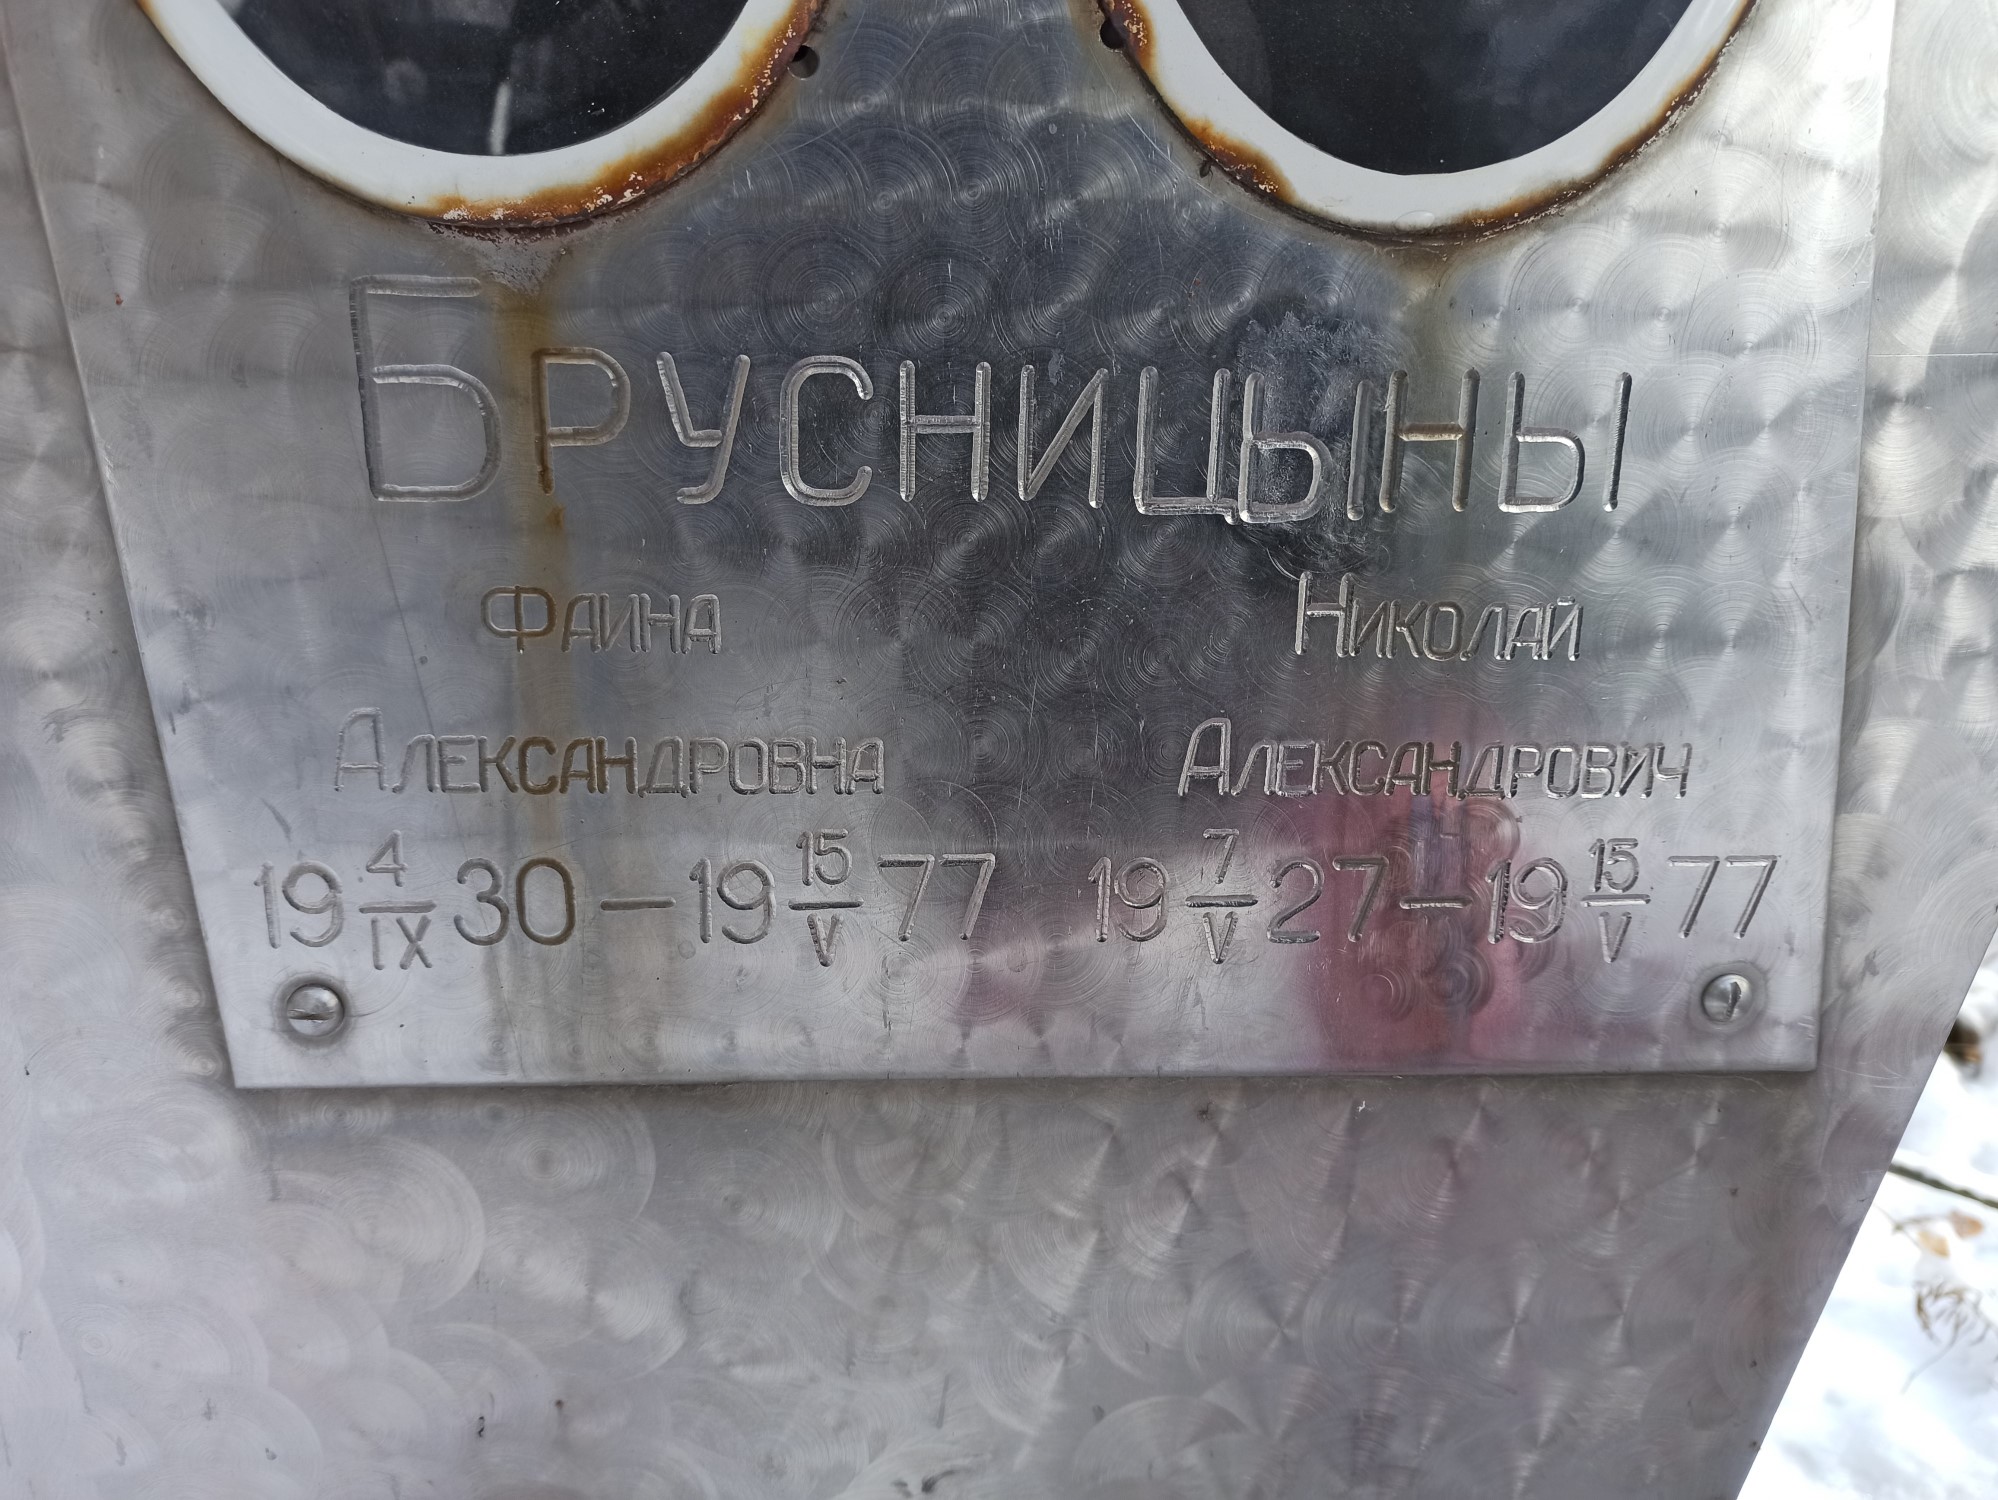 Брусницыны
Фаина
Александровна
19 4/IX 30 – 19 15/V 77
Николай
Александрович
19 7/V 27 – 19 15/V 77